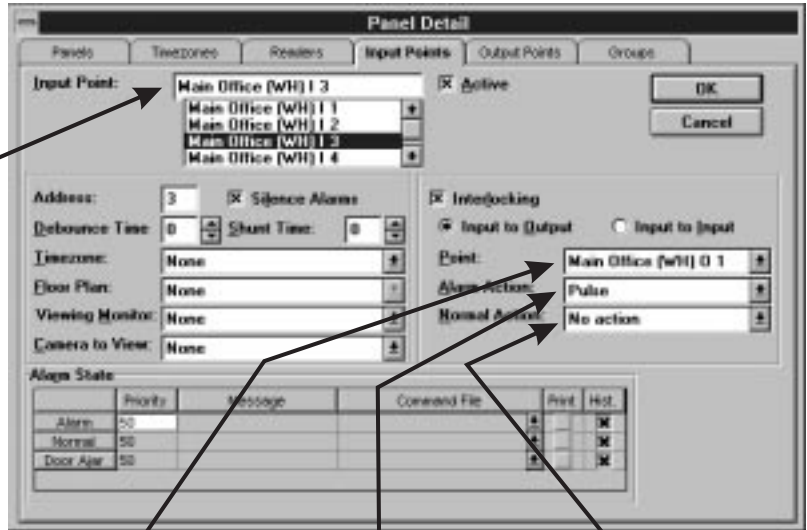 Panel Detail
Panels Timezones Readers Input Points Output Points Groups
Input Point: Main Office (WH) I 3 Active OK
Main Office (WH) I 1
Main Office (WH) I 2
Main Office (WH) I 3
Main Office (WH) I 4
Cancel
Address: 3 Silence Alarms Interlocking
Debounce Time 0 Shunt Time: 0 Input to Output Input to Input
Timezone: None Point: Main Office (WH) O 1
Floor Plan: None Alarm Action: Pulse
Viewing Monitor: None Normal Action: No action
Camera to View: None
Alarm State
Priority Message Command File Print Hist.
Alarm 50
Normal 50
Door Ajar 50